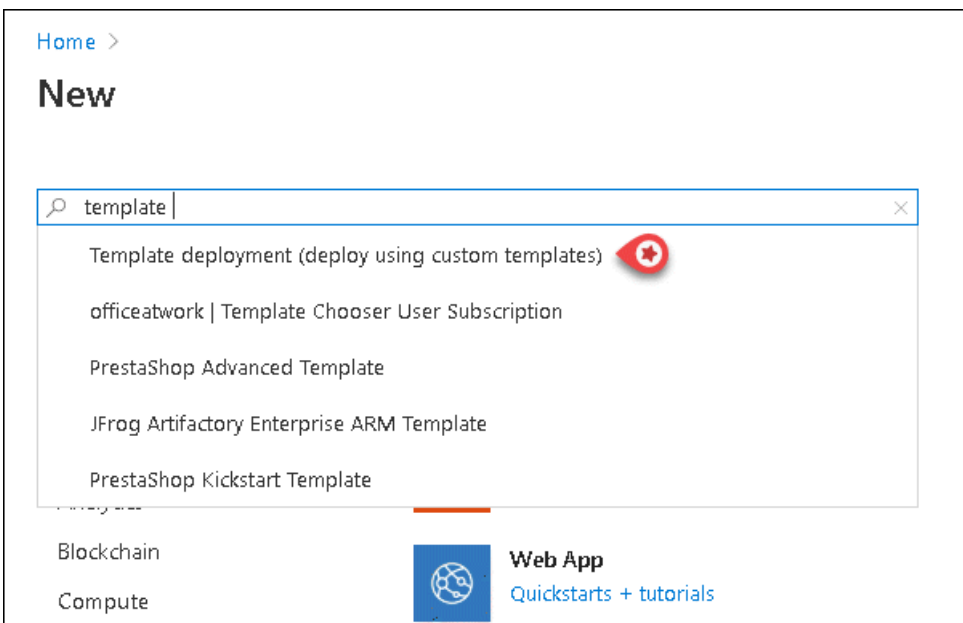 Home >
New
template
Template deployment (deploy using custom templates)
officeatwork | Template Chooser User Subscription
PrestaShop Advanced Template
JFrog Artifactory Enterprise ARM Template
PrestaShop Kickstart Template
Blockchain
Web App
Quickstarts + tutorials
Compute